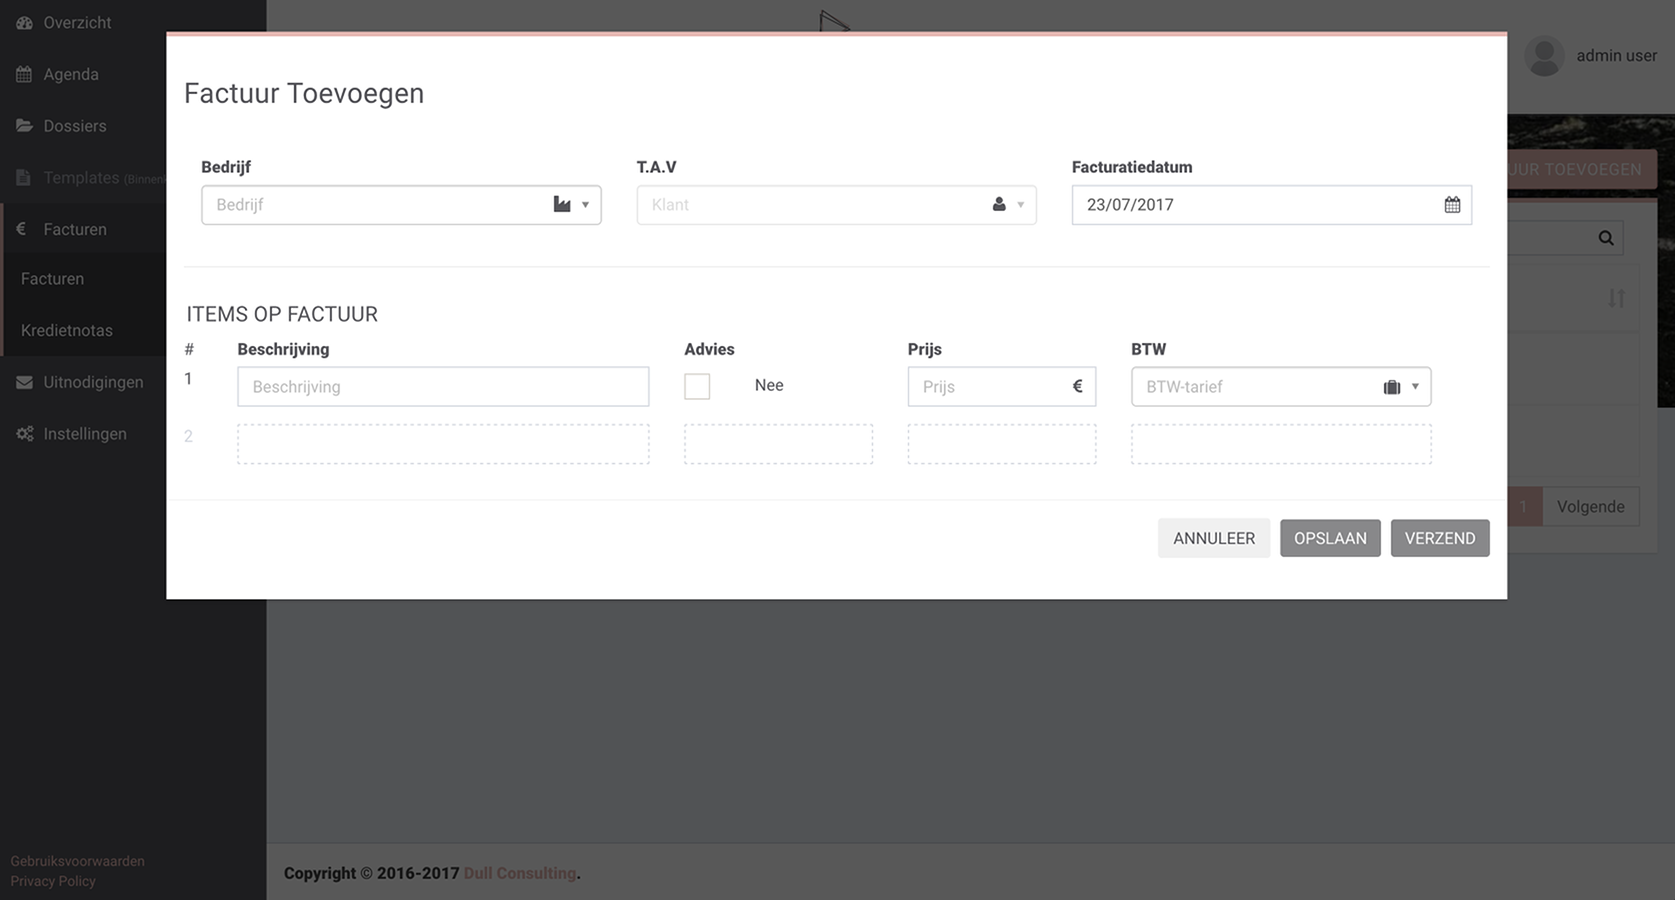 Overzicht
Agenda
Dossiers
Templates
Facturen
Facturen
Kredietnotas
Uitnodigingen
Instellingen
Gebruiksvoorwaarden
Privacy Policy
admin user
TOEVOEGEN
Factuur Toevoegen
Bedrijf T.A.V Facturatiedatum
Bedrijf Klant 23/07/2017
ITEMS OP FACTUUR
# Beschrijving Advies Prijs BTW
1 Beschrijving Nee Prijs € BTW-tarief
2
ANNULEER OPSLAAN VERZEND
1 Volgende
Copyright © 2016-2017 Dull Consulting.